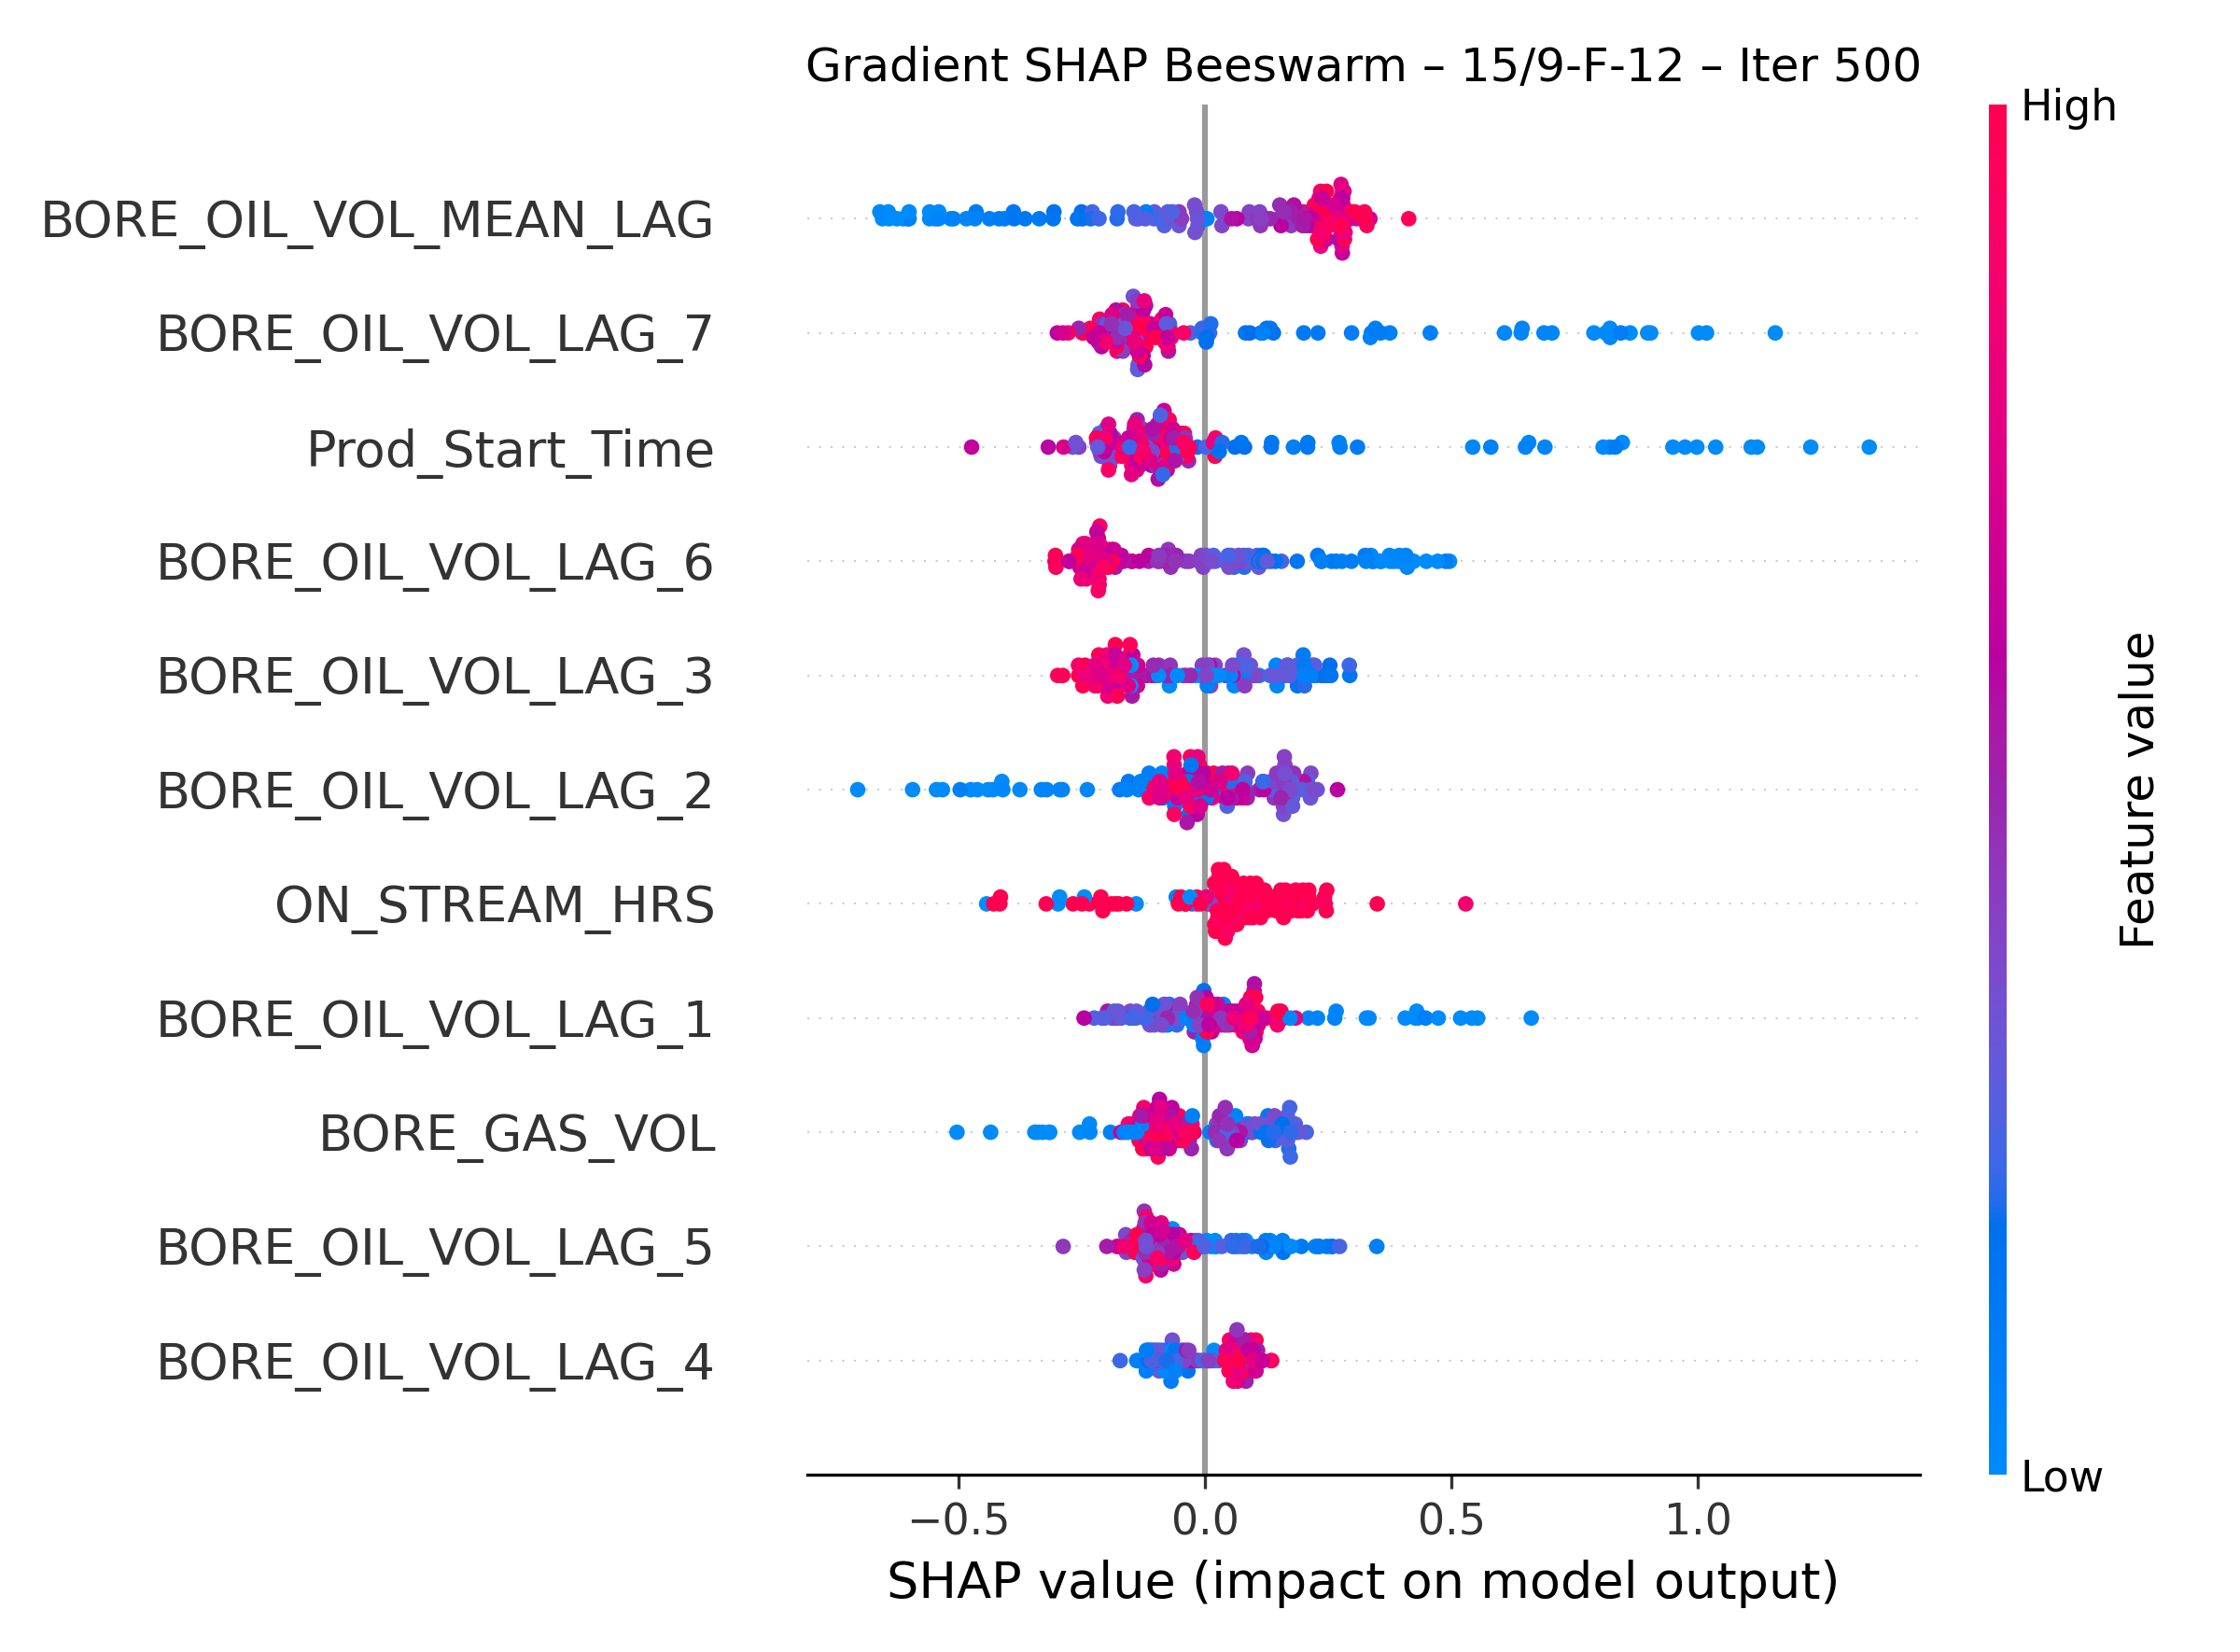 Gradient SHAP Beeswarm – 15/9-F-12 – Iter 500
High
BORE_OIL_VOL_MEAN_LAG
BORE_OIL_VOL_LAG_7
Prod_Start_Time
BORE_OIL_VOL_LAG_6
BORE_OIL_VOL_LAG_3
BORE_OIL_VOL_LAG_2
ON_STREAM_HRS
BORE_OIL_VOL_LAG_1
BORE_GAS_VOL
BORE_OIL_VOL_LAG_5
BORE_OIL_VOL_LAG_4
Feature value
Low
−0.5 0.0 0.5 1.0
SHAP value (impact on model output)